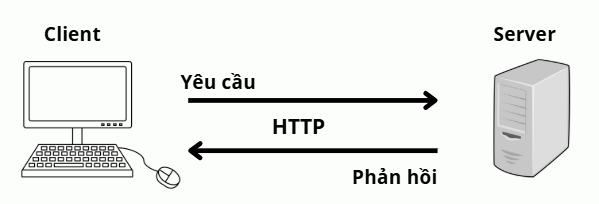 Client
Server
Yêu cầu
HTTP
Phản hồi